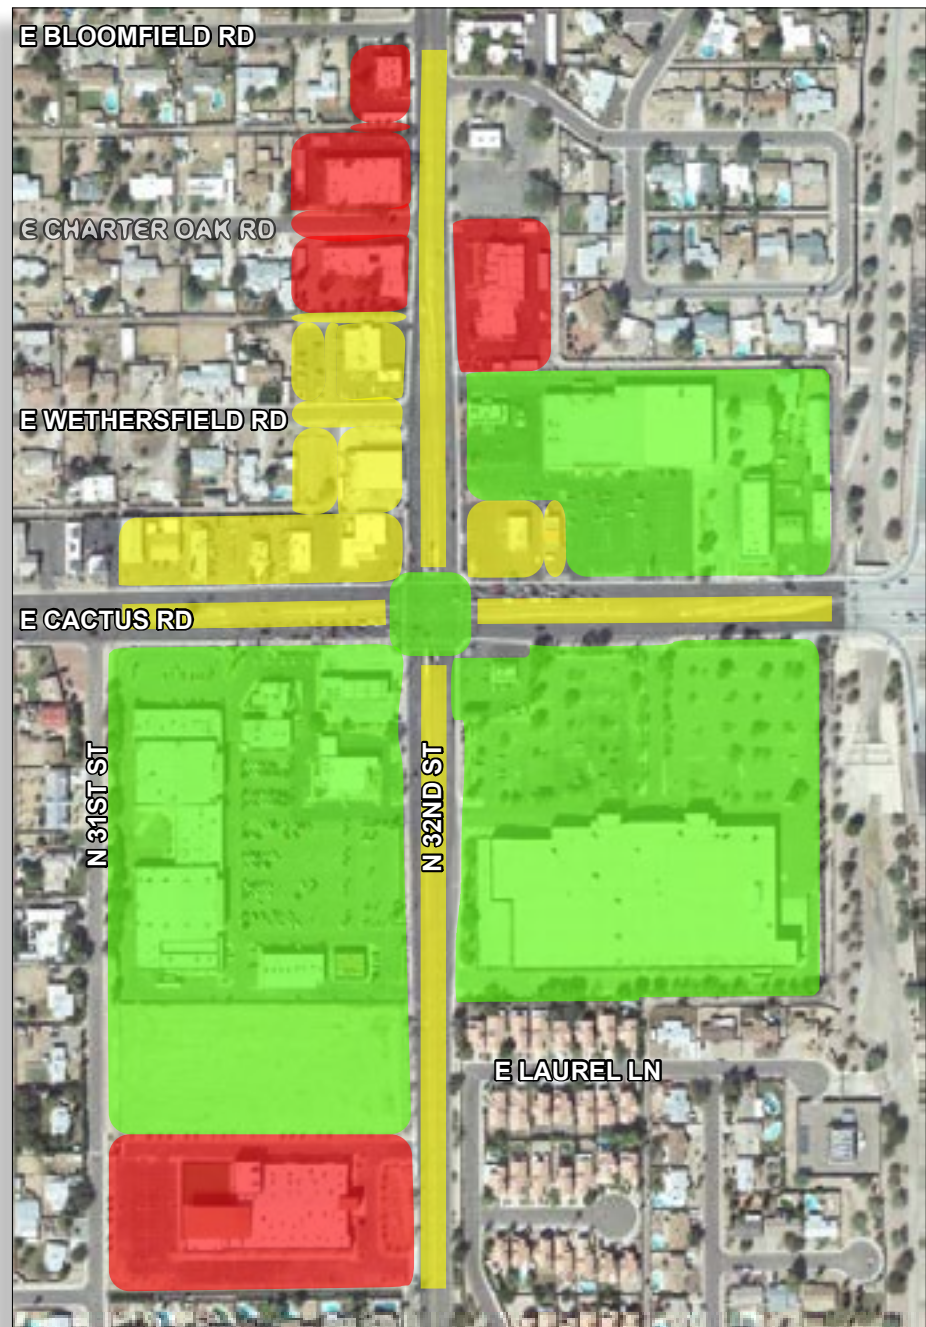 E BLOOMFIELD RD
E CHARTER OAK RD
E WETHERSFIELD RD
E CACTUS RD
N 31ST ST
N 32ND ST
E LAUREL LN